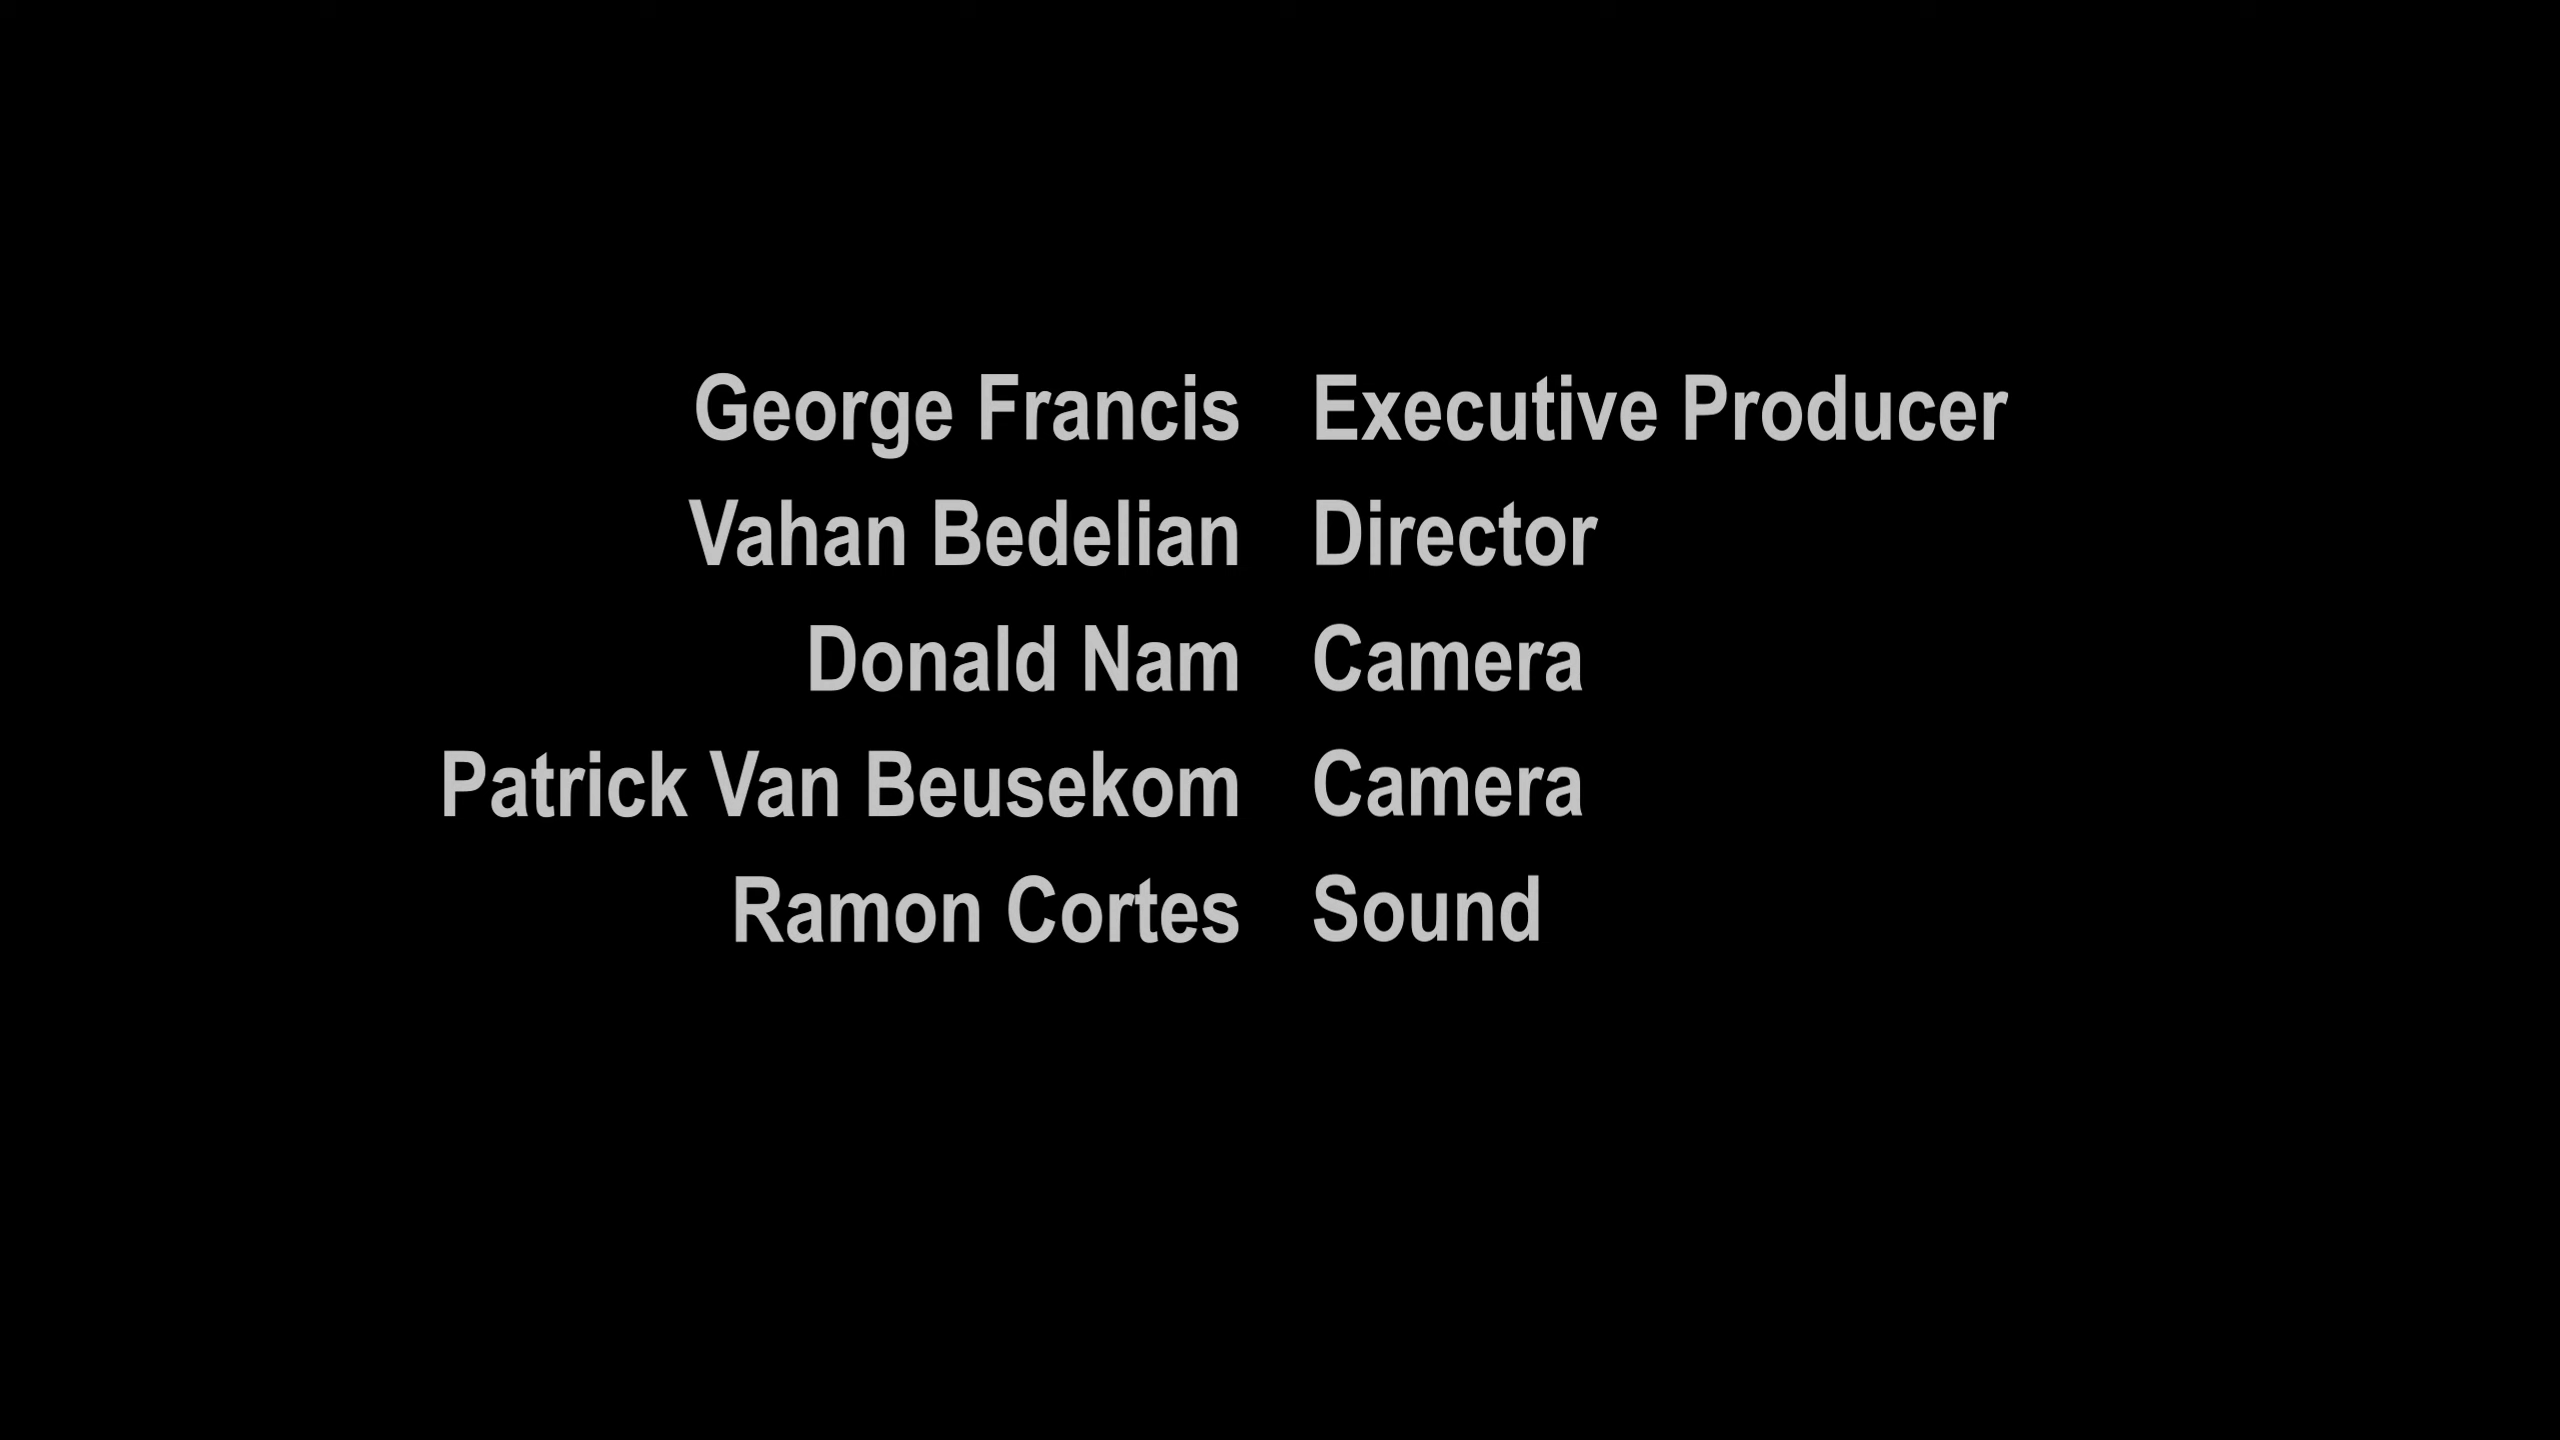 George Francis Executive Producer
Vahan Bedelian Director
Donald Nam Camera
Patrick Van Beusekom Camera
Ramon Cortes Sound